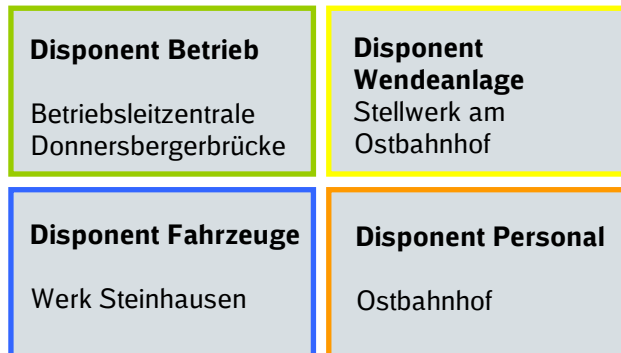 Disponent Betrieb
Betriebsleitzentrale
Donnersbergerbrücke
Disponent
Wendeanlage
Stellwerk am
Ostbahnhof
Disponent Fahrzeuge
Werk Steinhausen
Disponent Personal
Ostbahnhof